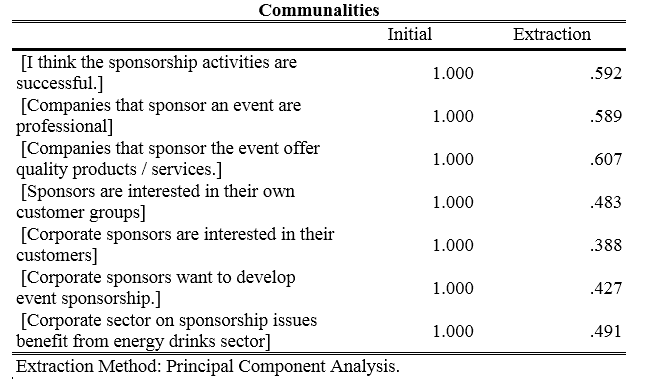 Communalities
Initial Extraction
[I think the sponsorship activities are
successful.] 1.000 .592
[Companies that sponsor an event are
professional] 1.000 .589
[Companies that sponsor the event offer
quality products / services.] 1.000 .607
[Sponsors are interested in their own
customer groups] 1.000 .483
[Corporate sponsors are interested in their
customers] 1.000 .388
[Corporate sponsors want to develop
event sponsorship.] 1.000 .427
[Corporate sector on sponsorship issues
benefit from energy drinks sector] 1.000 .491
Extraction Method: Principal Component Analysis.